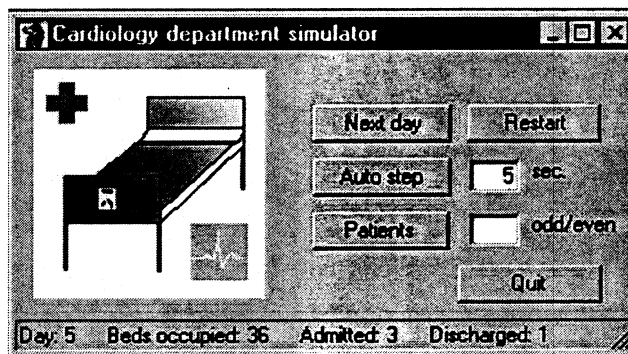 Cardiology department simulator
Next day Restart
Auto step 5 sec.
Patients odd/even
Quit
Day: 5 Beds occupied: 36 Admitted: 3 Discharged: 1